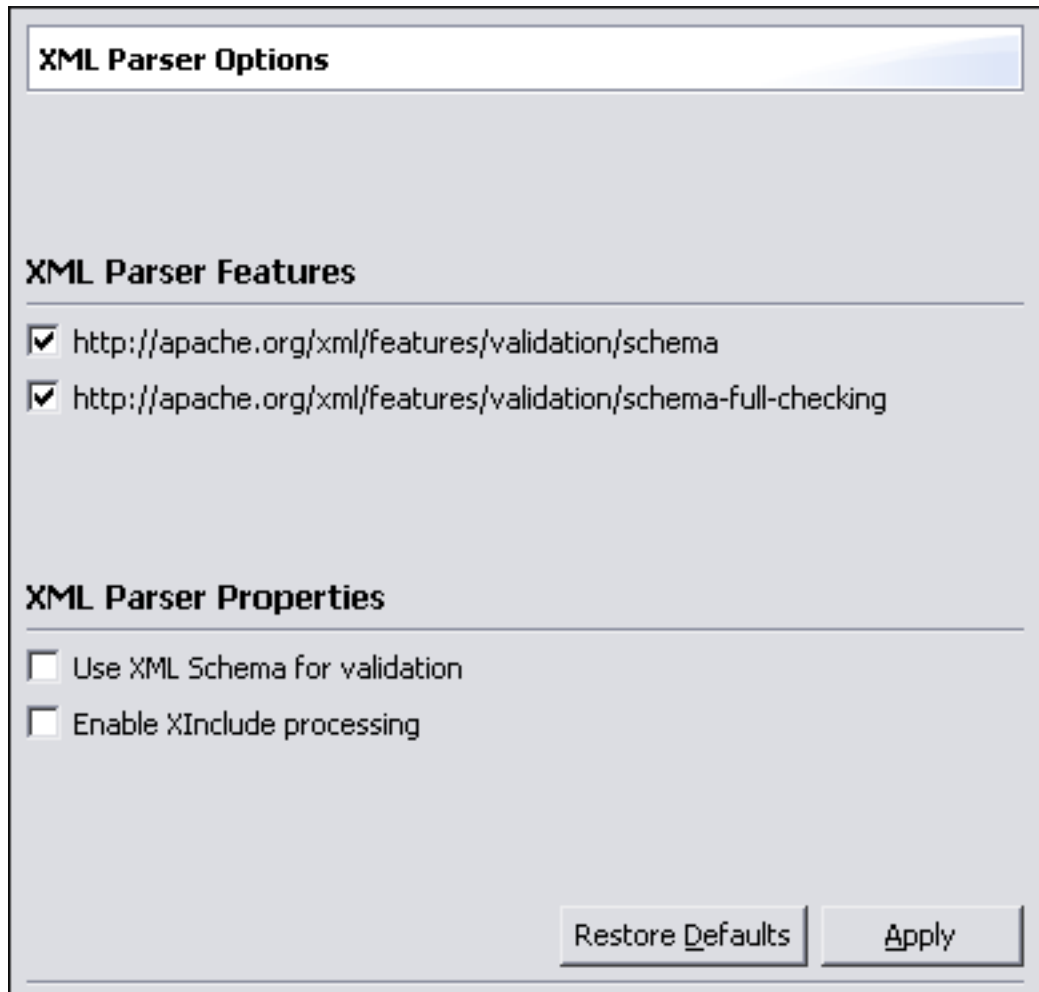 XML Parser Options
XML Parser Features
http://apache.org/xml/features/validation/schema
http://apache.org/xml/features/validation/schema-full-checking
XML Parser Properties
Use XML Schema for validation
Enable XInclude processing
Restore Defaults
Apply